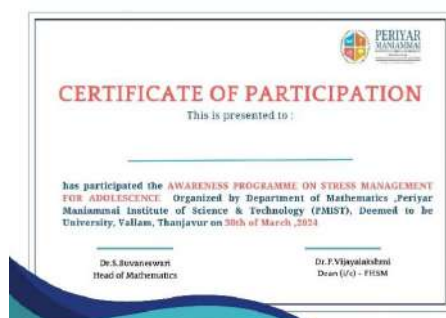 PERIYAR
MANIAMMAI
CERTIFICATE OF PARTICIPATION
This is presented to :
has participated the AWARENESS PROGRAMME ON STRESS MANAGEMENT
FOR ADOLESCENCE Organized by Department of Mathematics ,Periyar
Maniammai Institute of Science & Technology (PMIST), Deemed to be
University, Vallam, Thanjavur on 30th of March ,2024
Dr.S.Buvaneswari
Head of Mathematics
Dr.P.Vijayalakshmi
Dean (i/c) - FHSM